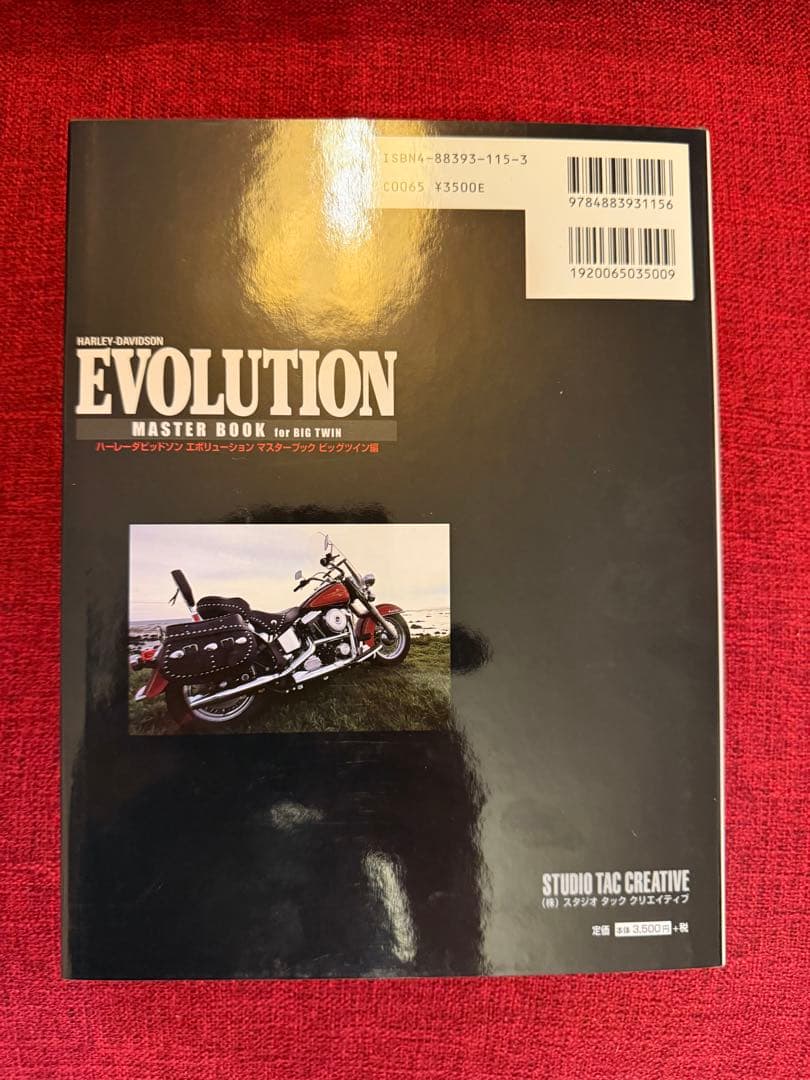 ISBN4-88393-115-3
C0065 ¥3500E
9784883931156
1920065035009
HARLEY-DAVIDSON
EVOLUTION
MASTER BOOK for BIG TWIN
ハーレーダビッドソン エボリューション マスターブック ビッグツイン編
STUDIO TAC CREATIVE
(株)スタジオ タック クリエイティブ
定価 本体3,500円+税